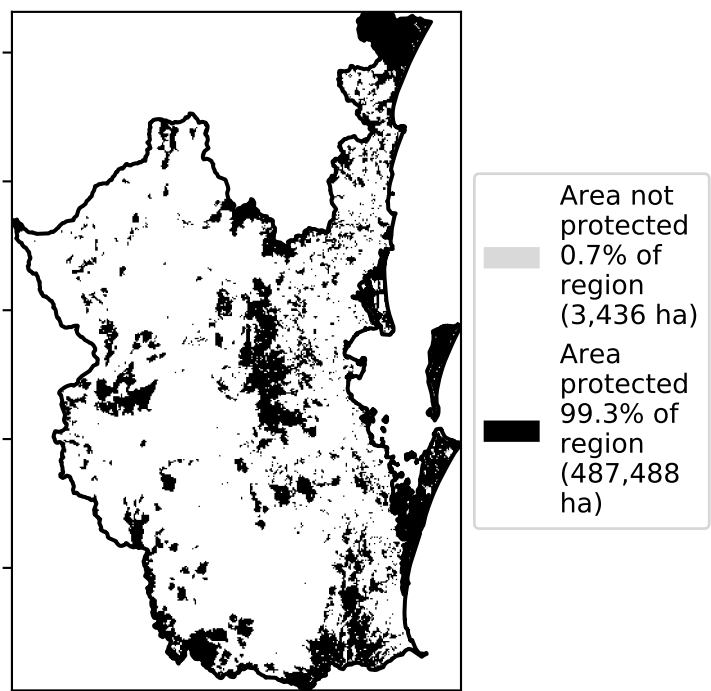 Area not
protected
0.7% of
region
(3,436 ha)
Area
protected
99.3% of
region
(487,488
ha)